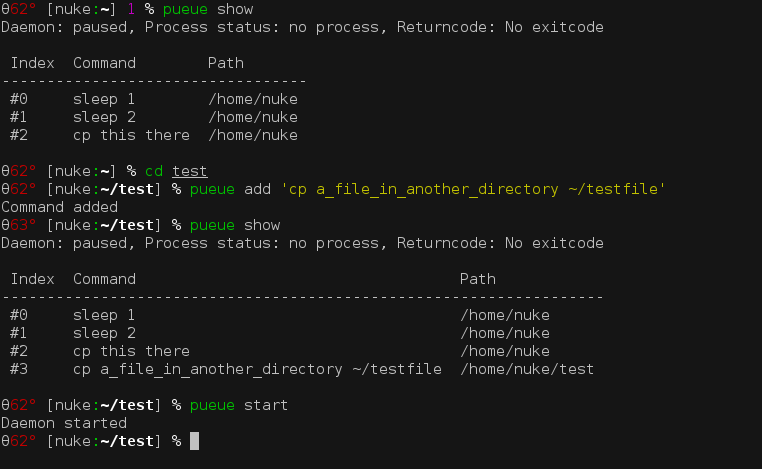 θ62° [nuke:~] 1 % pueue show
Daemon: paused, Process status: no process, Returncode: No exitcode
Index  Command        Path
----------------------------------
#0     sleep 1        /home/nuke
#1     sleep 2        /home/nuke
#2     cp this there  /home/nuke
θ62° [nuke:~] % cd test
θ62° [nuke:~/test] % pueue add 'cp a_file_in_another_directory ~/testfile'
Command added
θ63° [nuke:~/test] % pueue show
Daemon: paused, Process status: no process, Returncode: No exitcode
Index  Command                                    Path
-------------------------------------------------------------------
#0     sleep 1                                    /home/nuke
#1     sleep 2                                    /home/nuke
#2     cp this there                              /home/nuke
#3     cp a_file_in_another_directory ~/testfile  /home/nuke/test
θ62° [nuke:~/test] % pueue start
Daemon started
θ62° [nuke:~/test] %